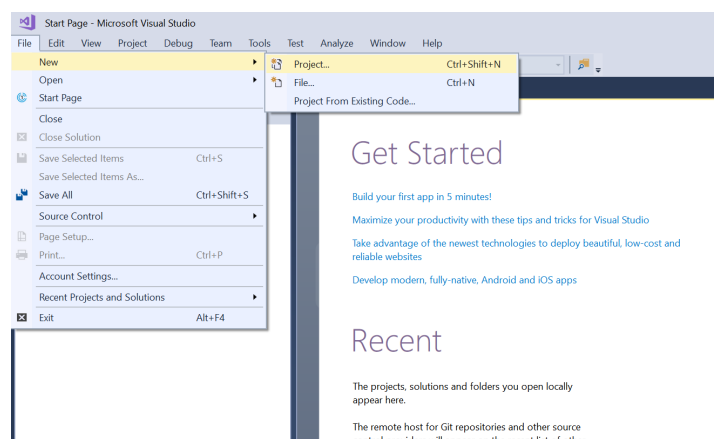 Start Page - Microsoft Visual Studio
File Edit View Project Debug Team Tools Test Analyze Window Help
New
Open
Start Page
Close
Close Solution
Save Selected Items Ctrl+S
Save Selected Items As...
Save All Ctrl+Shift+S
Source Control
Page Setup...
Print... Ctrl+P
Account Settings...
Recent Projects and Solutions
Exit Alt+F4
Project... Ctrl+Shift+N
File... Ctrl+N
Project From Existing Code...
Get Started
Build your first app in 5 minutes!
Maximize your productivity with these tips and tricks for Visual Studio
Take advantage of the newest technologies to deploy beautiful, low-cost and
reliable websites
Develop modern, fully-native, Android and iOS apps
Recent
The projects, solutions and folders you open locally
appear here.
The remote host for Git repositories and other source